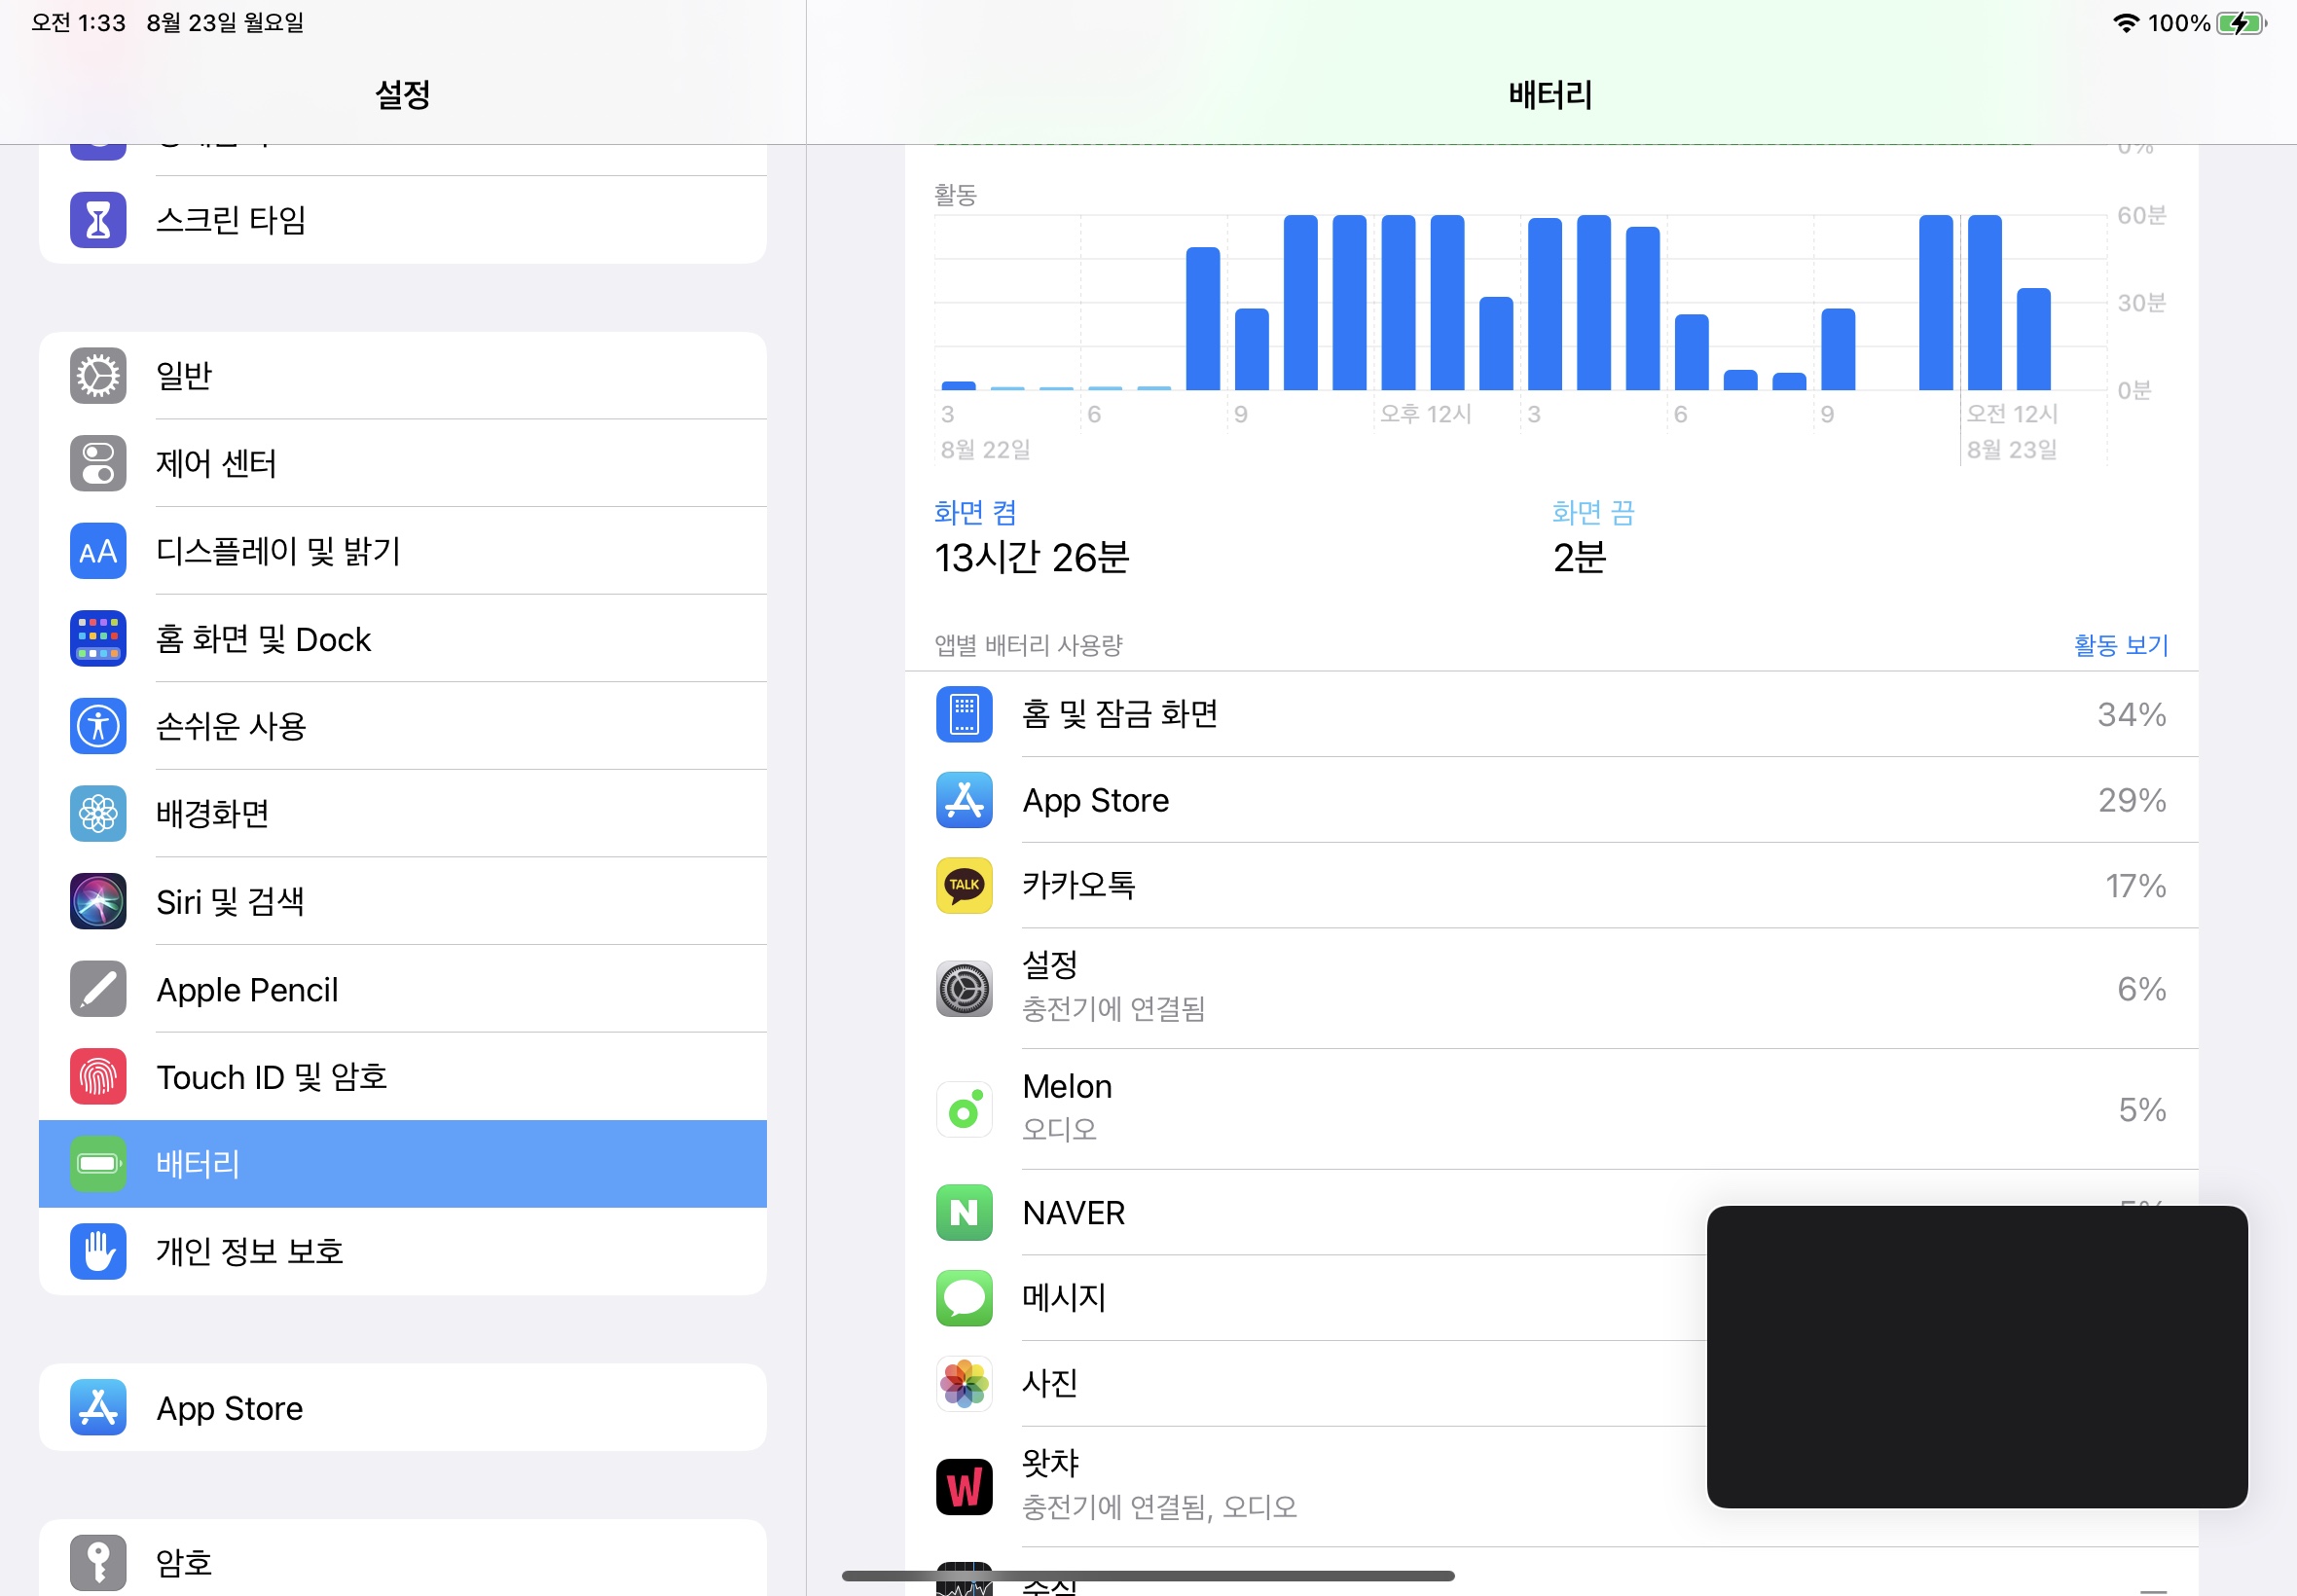 오전 1:33 8월 23일 월요일
100%
설정
스크린 타임
일반
제어 센터
디스플레이 및 밝기
홈 화면 및 Dock
손쉬운 사용
배경화면
Siri 및 검색
Apple Pencil
Touch ID 및 암호
배터리
개인 정보 보호
App Store
암호
배터리
0%
활동
60분
30분
0분
3 6 9 오후 12시 3 6 9 오전 12시
8월 22일 8월 23일
화면 켬 화면 끔
13시간 26분 2분
앱별 배터리 사용량 활동 보기
홈 및 잠금 화면 34%
App Store 29%
TALK 카카오톡 17%
설정 6%
충전기에 연결됨
Melon 5%
오디오
NAVER 5%
메시지
사진
왓챠
충전기에 연결됨, 오디오